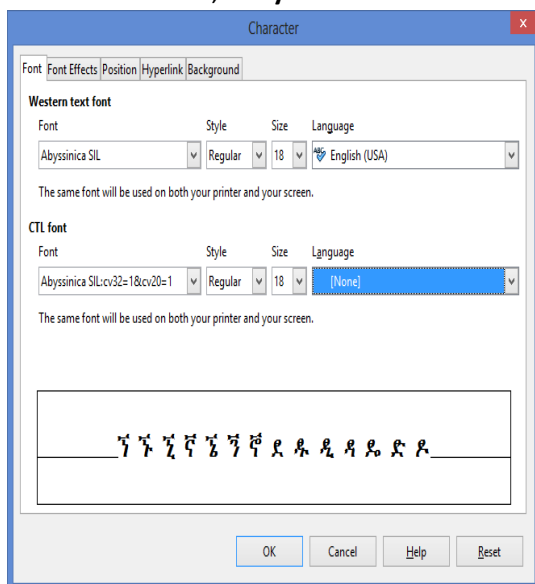 Character
x
Font Font Effects Position Hyperlink Background
Western text font
Font Style Size Language
Abyssinica SIL Regular 18 English (USA)
The same font will be used on both your printer and your screen.
CTL font
Font Style Size Language
Abyssinica SIL:cv32=1&cv20=1 Regular 18 [None]
The same font will be used on both your printer and your screen.
ኘ ኙ ኚ ኛ ኜ ኝ ኞ ዸ ዹ ዺ ዻ ዼ ዽ ዾ
OK Cancel Help Reset